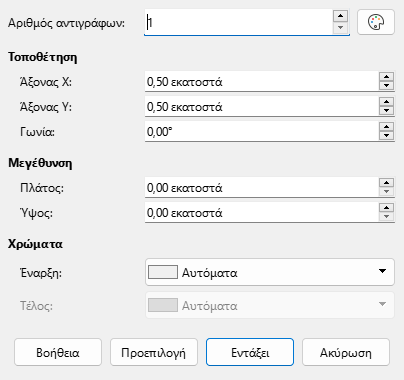 Αριθμός αντιγράφων: 1
Τοποθέτηση
Άξονας X: 0,50 εκατοστά
Άξονας Y: 0,50 εκατοστά
Γωνία: 0,00°
Μεγέθυνση
Πλάτος: 0,00 εκατοστά
Ύψος: 0,00 εκατοστά
Χρώματα
Έναρξη: Αυτόματα
Τέλος: Αυτόματα
Βοήθεια Προεπιλογή Εντάξει Ακύρωση